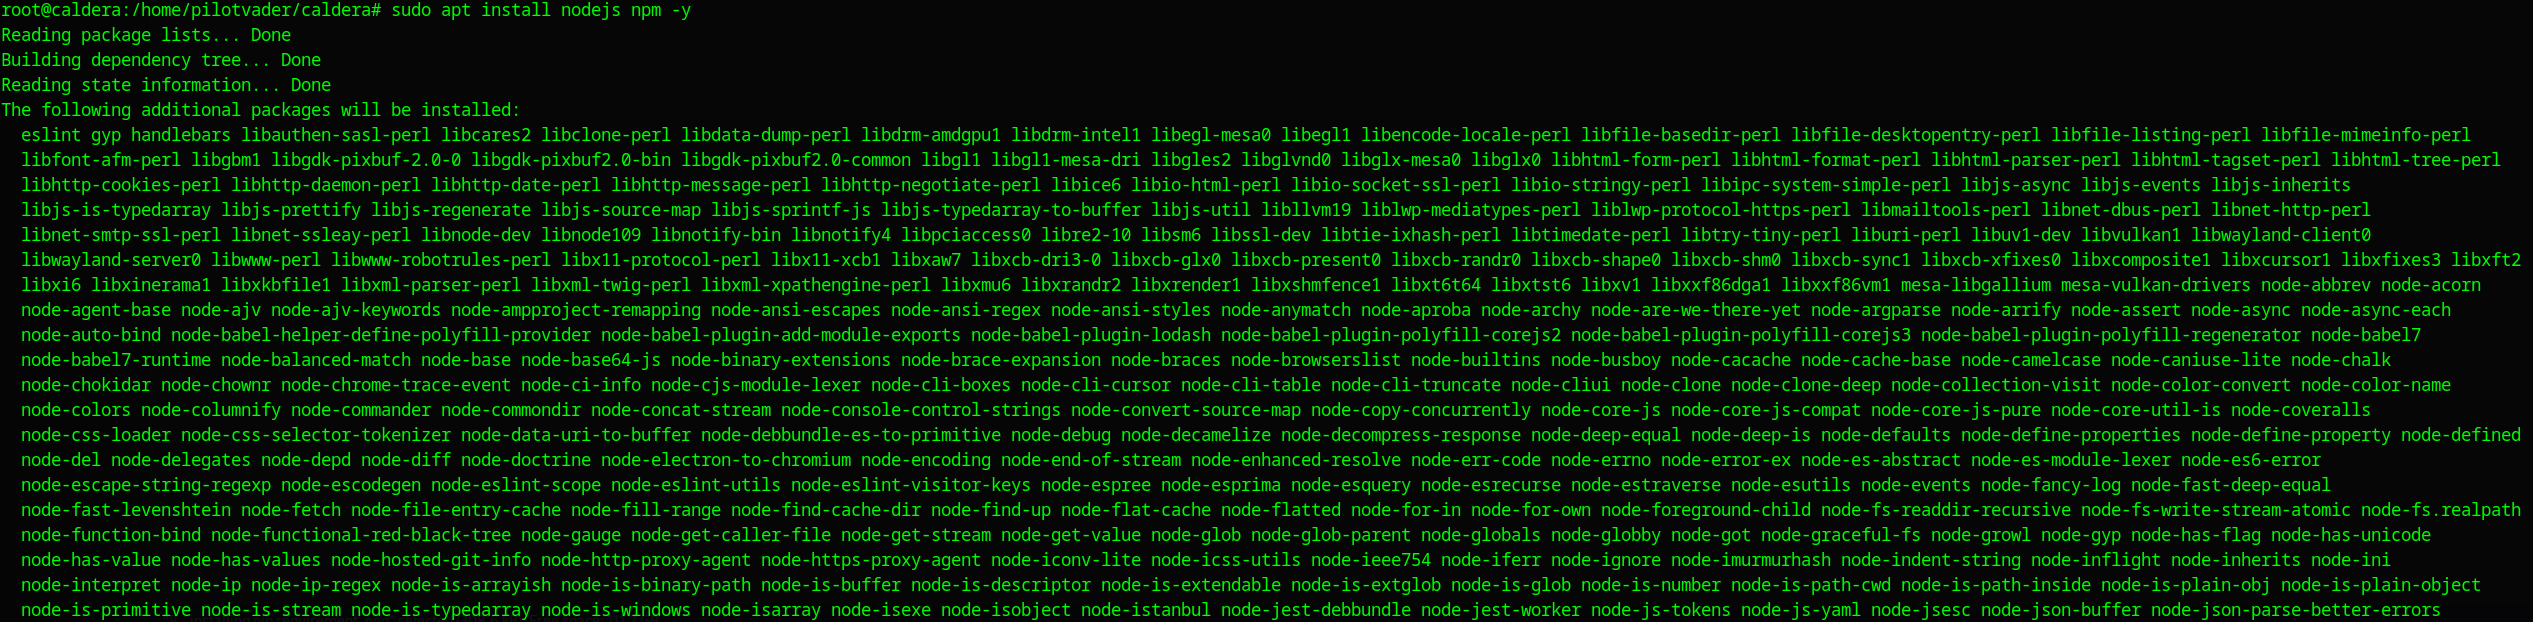 root@caldera:/home/pilotvader/caldera# sudo apt install nodejs npm -y
Reading package lists... Done
Building dependency tree... Done
Reading state information... Done
The following additional packages will be installed:
  eslint gyp handlebars libauthen-sasl-perl libcares2 libclone-perl libdata-dump-perl libdrm-amdgpu1 libdrm-intel1 libegl-mesa0 libegl1 libencode-locale-perl libfile-basedir-perl libfile-desktopentry-perl libfile-listing-perl libfile-mimeinfo-perl
  libfont-afm-perl libgbm1 libgdk-pixbuf-2.0-0 libgdk-pixbuf2.0-bin libgdk-pixbuf2.0-common libgl1 libgl1-mesa-dri libgles2 libglvnd0 libglx-mesa0 libglx0 libhtml-form-perl libhtml-format-perl libhtml-parser-perl libhtml-tagset-perl libhtml-tree-perl
  libhttp-cookies-perl libhttp-daemon-perl libhttp-date-perl libhttp-message-perl libhttp-negotiate-perl libice6 libio-html-perl libio-socket-ssl-perl libio-stringy-perl libipc-system-simple-perl libjs-async libjs-events libjs-inherits
  libjs-is-typedarray libjs-prettify libjs-regenerate libjs-source-map libjs-sprintf-js libjs-typedarray-to-buffer libjs-util libllvm19 liblwp-mediatypes-perl liblwp-protocol-https-perl libmailtools-perl libnet-dbus-perl libnet-http-perl
  libnet-smtp-ssl-perl libnet-ssleay-perl libnode-dev libnode109 libnotify-bin libnotify4 libpciaccess0 libre2-10 libsm6 libssl-dev libtie-ixhash-perl libtimedate-perl libtry-tiny-perl liburi-perl libuv1-dev libvulkan1 libwayland-client0
  libwayland-server0 libwww-perl libwww-robotrules-perl libx11-protocol-perl libx11-xcb1 libxaw7 libxcb-dri3-0 libxcb-glx0 libxcb-present0 libxcb-randr0 libxcb-shape0 libxcb-shm0 libxcb-sync1 libxcb-xfixes0 libxcomposite1 libxcursor1 libxfixes3 libxft2
  libxi6 libxinerama1 libxkbfile1 libxml-parser-perl libxml-twig-perl libxml-xpathengine-perl libxmu6 libxrandr2 libxrender1 libxshmfence1 libxt6t64 libxtst6 libxv1 libxxf86dga1 libxxf86vm1 mesa-libgallium mesa-vulkan-drivers node-abbrev node-acorn
  node-agent-base node-ajv node-ajv-keywords node-ampproject-remapping node-ansi-escapes node-ansi-regex node-ansi-styles node-anymatch node-aproba node-archy node-are-we-there-yet node-argparse node-arrify node-assert node-async node-async-each
  node-auto-bind node-babel-helper-define-polyfill-provider node-babel-plugin-add-module-exports node-babel-plugin-lodash node-babel-plugin-polyfill-corejs2 node-babel-plugin-polyfill-corejs3 node-babel-plugin-polyfill-regenerator node-babel7
  node-babel7-runtime node-balanced-match node-base node-base64-js node-binary-extensions node-brace-expansion node-braces node-browserslist node-builtins node-busboy node-cacache node-cache-base node-camelcase node-caniuse-lite node-chalk
  node-chokidar node-chownr node-chrome-trace-event node-ci-info node-cjs-module-lexer node-cli-boxes node-cli-cursor node-cli-table node-cli-truncate node-cliui node-clone node-clone-deep node-collection-visit node-color-convert node-color-name
  node-colors node-columnify node-commander node-commondir node-concat-stream node-console-control-strings node-convert-source-map node-copy-concurrently node-core-js node-core-js-compat node-core-js-pure node-core-util-is node-coveralls
  node-css-loader node-css-selector-tokenizer node-data-uri-to-buffer node-debbundle-es-to-primitive node-debug node-decamelize node-decompress-response node-deep-equal node-deep-is node-defaults node-define-properties node-define-property node-defined
  node-del node-delegates node-depd node-diff node-doctrine node-electron-to-chromium node-encoding node-end-of-stream node-enhanced-resolve node-err-code node-errno node-error-ex node-es-abstract node-es-module-lexer node-es6-error
  node-escape-string-regexp node-escodegen node-eslint-scope node-eslint-utils node-eslint-visitor-keys node-espree node-esprima node-esquery node-esrecurse node-estraverse node-esutils node-events node-fancy-log node-fast-deep-equal
  node-fast-levenshtein node-fetch node-file-entry-cache node-fill-range node-find-cache-dir node-find-up node-flat-cache node-flatted node-for-in node-for-own node-foreground-child node-fs-readdir-recursive node-fs-write-stream-atomic node-fs.realpath
  node-function-bind node-functional-red-black-tree node-gauge node-get-caller-file node-get-stream node-get-value node-glob node-glob-parent node-globals node-globby node-got node-graceful-fs node-growl node-gyp node-has-flag node-has-unicode
  node-has-value node-has-values node-hosted-git-info node-http-proxy-agent node-https-proxy-agent node-iconv-lite node-icss-utils node-ieee754 node-iferr node-ignore node-imurmurhash node-indent-string node-inflight node-inherits node-ini
  node-interpret node-ip node-ip-regex node-is-arrayish node-is-binary-path node-is-buffer node-is-descriptor node-is-extendable node-is-extglob node-is-glob node-is-number node-is-path-cwd node-is-path-inside node-is-plain-obj node-is-plain-object
  node-is-primitive node-is-stream node-is-typedarray node-is-windows node-isarray node-isexe node-isobject node-istanbul node-jest-debbundle node-jest-worker node-js-tokens node-js-yaml node-jsesc node-json-buffer node-json-parse-better-errors